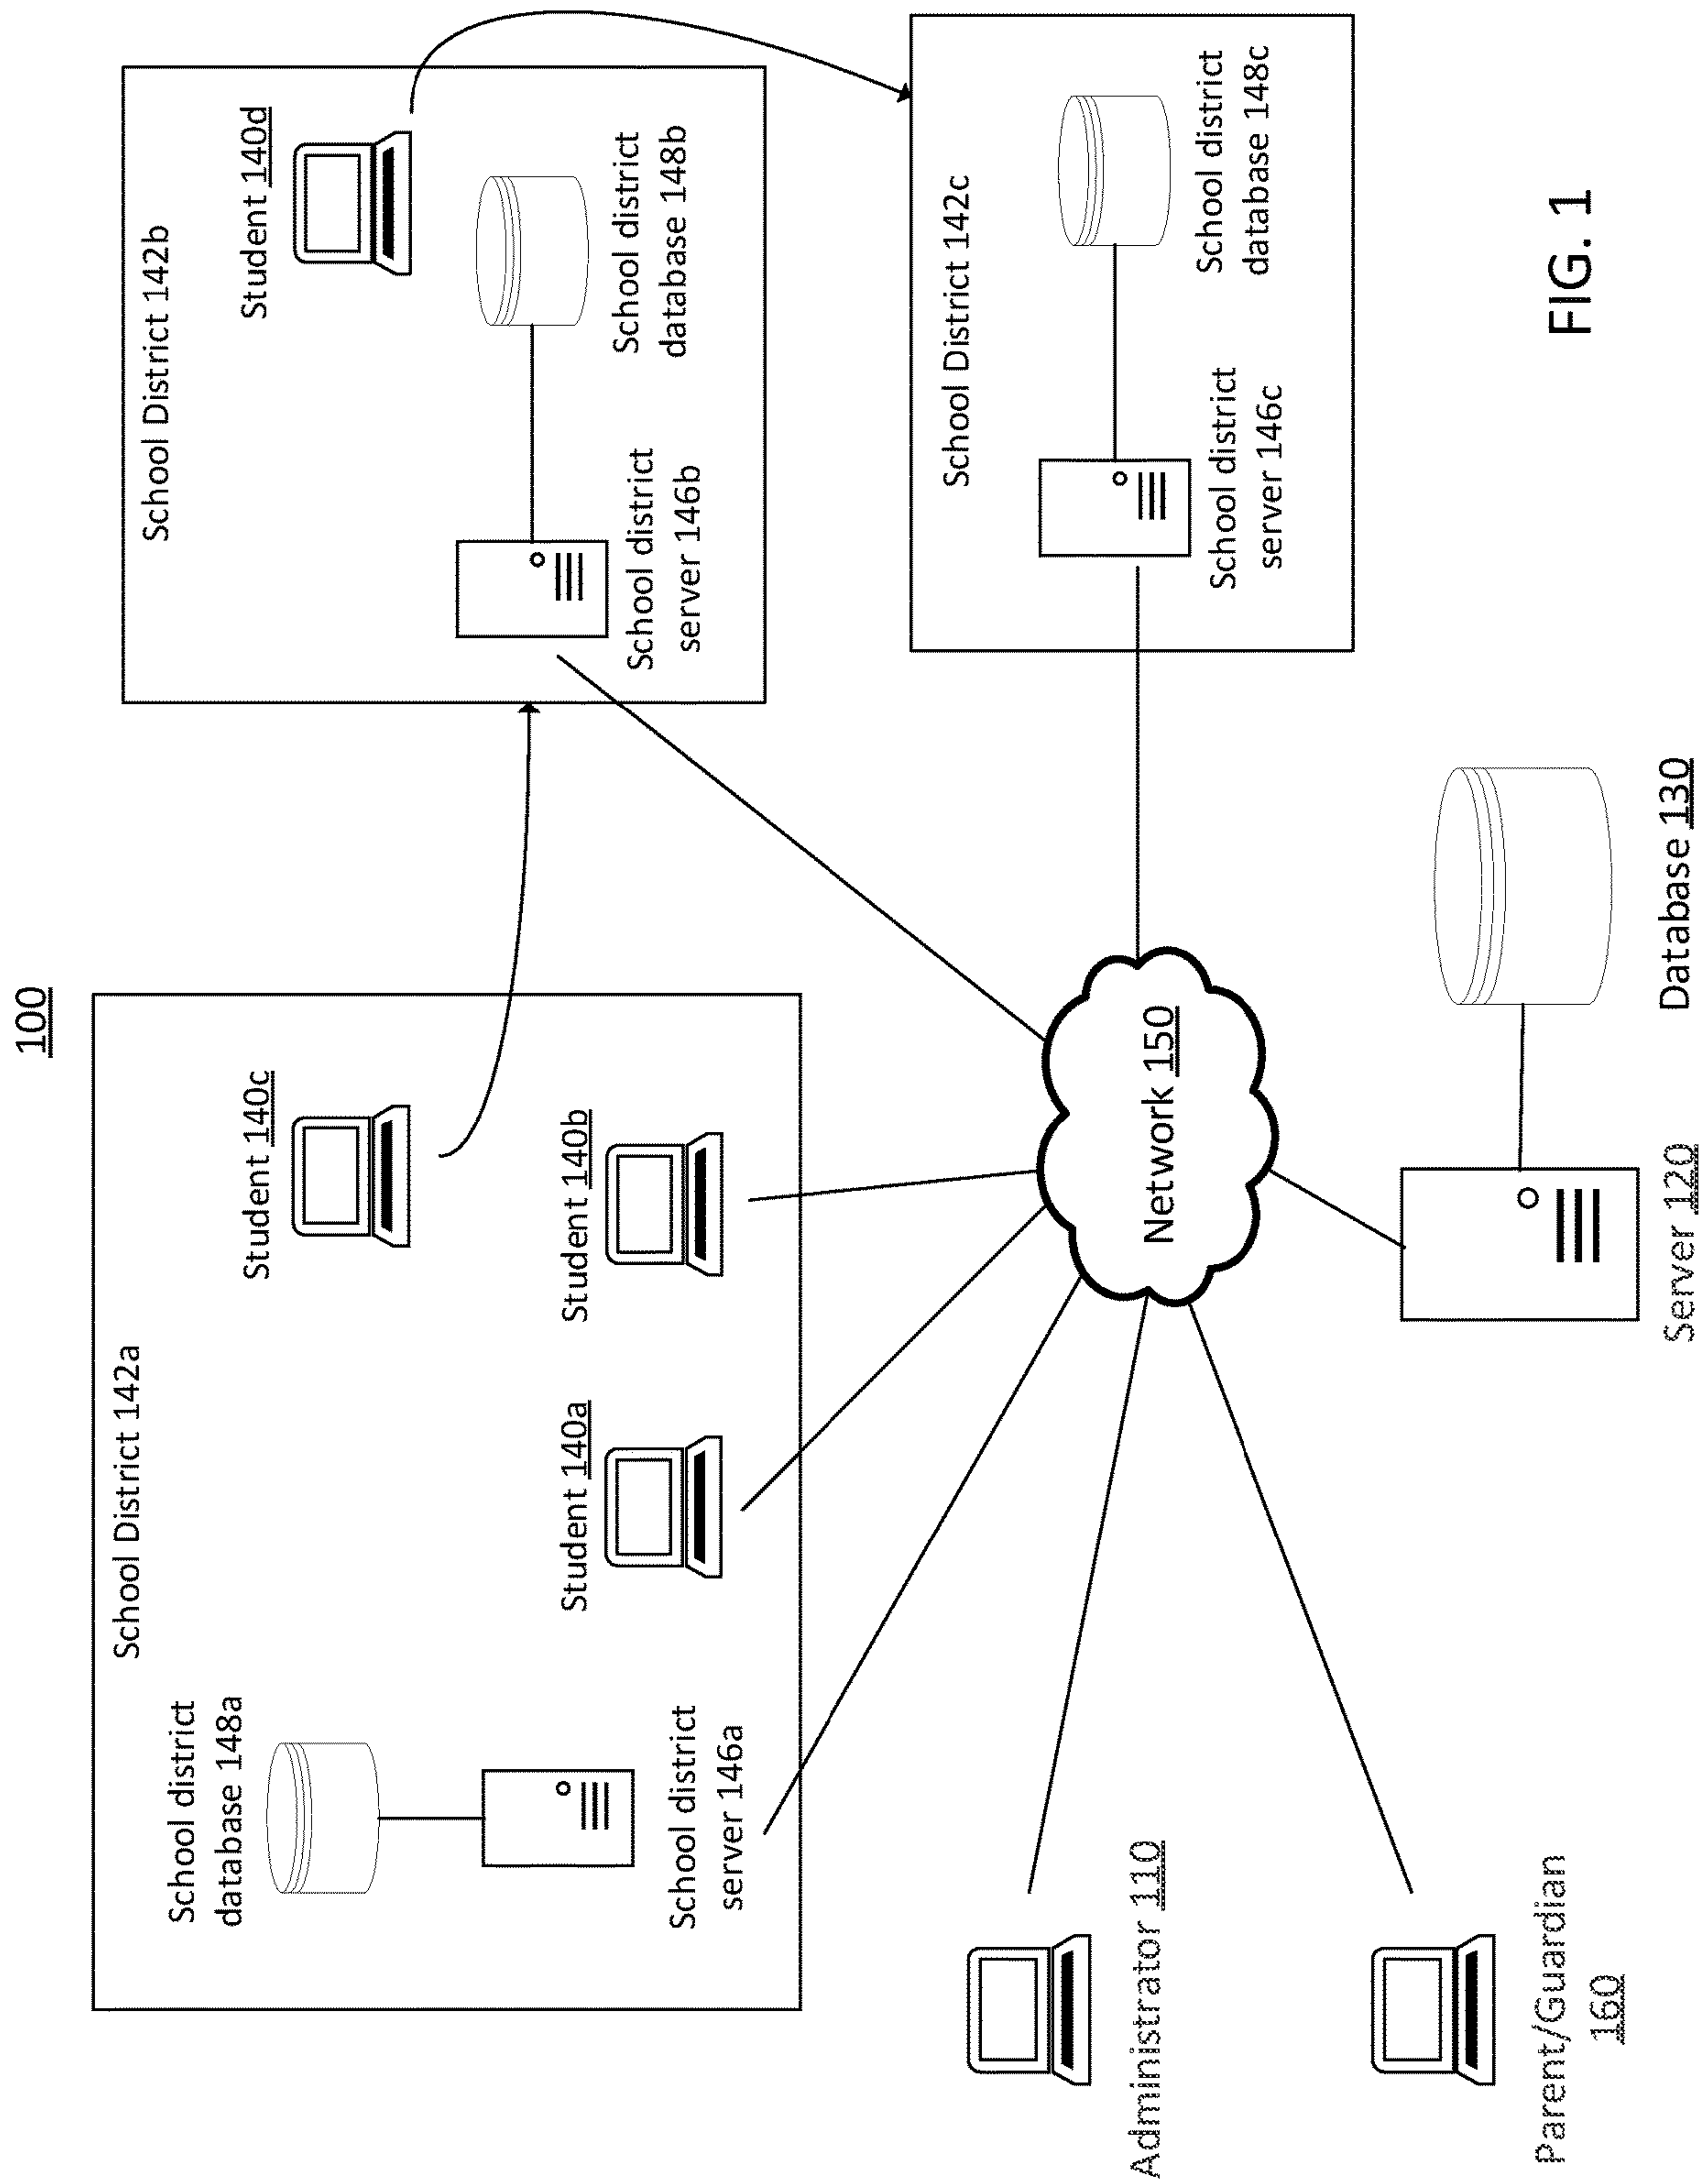 100
School District 142a
School district
database 148a
School district
server 146a
Student 140a
Student 140b
Student 140c
School District 142b
Student 140d
School district
server 146b
School district
database 148b
School District 142c
School district
server 146c
School district
database 148c
Network 150
Administrator 110
Parent/Guardian
160
Server 120
Database 130
FIG. 1